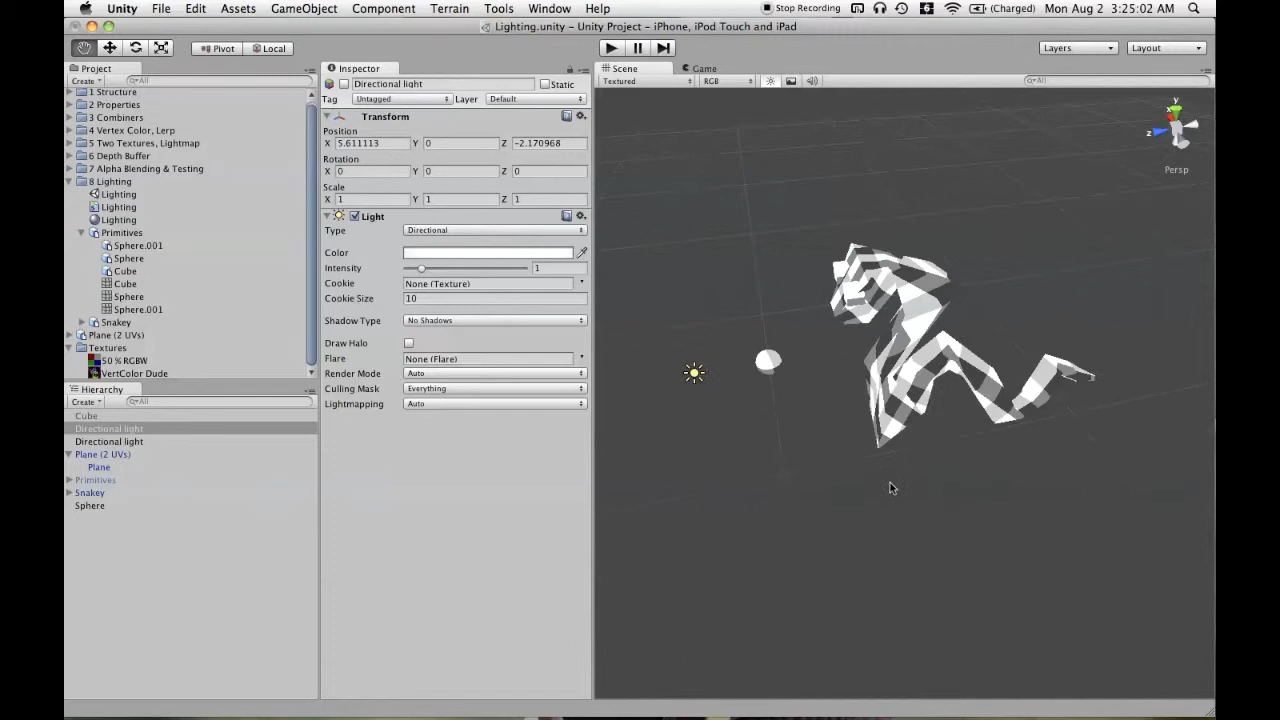 Unity File Edit Assets GameObject Component Terrain Tools Window Help Stop Recording 6 (Charged) Mon Aug 2 3:25:02 AM
Lighting.unity – Unity Project – iPhone, iPod Touch and iPad
Pivot Local Layers Layout
Project
Create All
1 Structure
2 Properties
3 Combiners
4 Vertex Color, Lerp
5 Two Textures, Lightmap
6 Depth Buffer
7 Alpha Blending & Testing
8 Lighting
Lighting
Lighting
Lighting
Primitives
Sphere.001
Sphere
Cube
Cube
Sphere
Sphere.001
Snakey
Plane (2 UVs)
Textures
50 % RGBW
VertColor Dude
Hierarchy
Create All
Cube
Directional light
Directional light
Plane (2 UVs)
Plane
Primitives
Snakey
Sphere
Inspector
Directional light Static
Tag Untagged Layer Default
Transform
Position
X 5.611113 Y 0 Z -2.170968
Rotation
X 0 Y 0 Z 0
Scale
X 1 Y 1 Z 1
Light
Type Directional
Color
Intensity 1
Cookie None (Texture)
Cookie Size 10
Shadow Type No Shadows
Draw Halo
Flare None (Flare)
Render Mode Auto
Culling Mask Everything
Lightmapping Auto
Scene Game
Textured RGB All
y
x
z
Persp